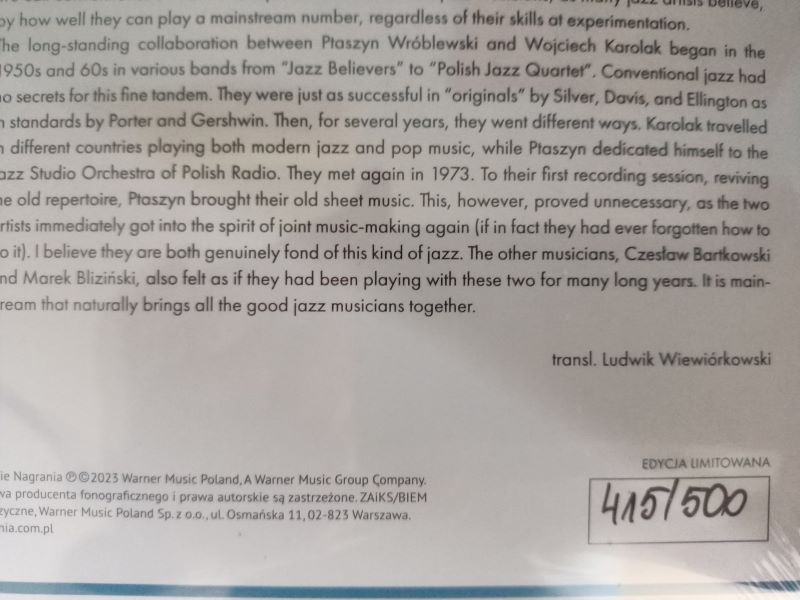 by how well they can play a mainstream number, regardless of their skills at experimentation.
The long-standing collaboration between Ptaszyn Wróblewski and Wojciech Karolak began in the
1950s and 60s in various bands from “Jazz Believers” to “Polish Jazz Quartet”. Conventional jazz had
no secrets for this fine tandem. They were just as successful in “originals” by Silver, Davis, and Ellington as
n standards by Porter and Gershwin. Then, for several years, they went different ways. Karolak travelled
n different countries playing both modern jazz and pop music, while Ptaszyn dedicated himself to the
azz Studio Orchestra of Polish Radio. They met again in 1973. To their first recording session, reviving
he old repertoire, Ptaszyn brought their old sheet music. This, however, proved unnecessary, as the two
rtists immediately got into the spirit of joint music-making again (if in fact they had ever forgotten how to
o it). I believe they are both genuinely fond of this kind of jazz. The other musicians, Czesław Bartkowski
nd Marek Bliziński, also felt as if they had been playing with these two for many long years. It is main-
ream that naturally brings all the good jazz musicians together.
transl. Ludwik Wiewiórkowski
ie Nagrania ℗©2023 Warner Music Poland, A Warner Music Group Company.
wa producenta fonograficznego i prawa autorskie są zastrzeżone. ZAiKS/BIEM
zyczne, Warner Music Poland Sp. z o.o., ul. Osmańska 11, 02-823 Warszawa.
nia.com.pl
EDYCJA LIMITOWANA
415/500